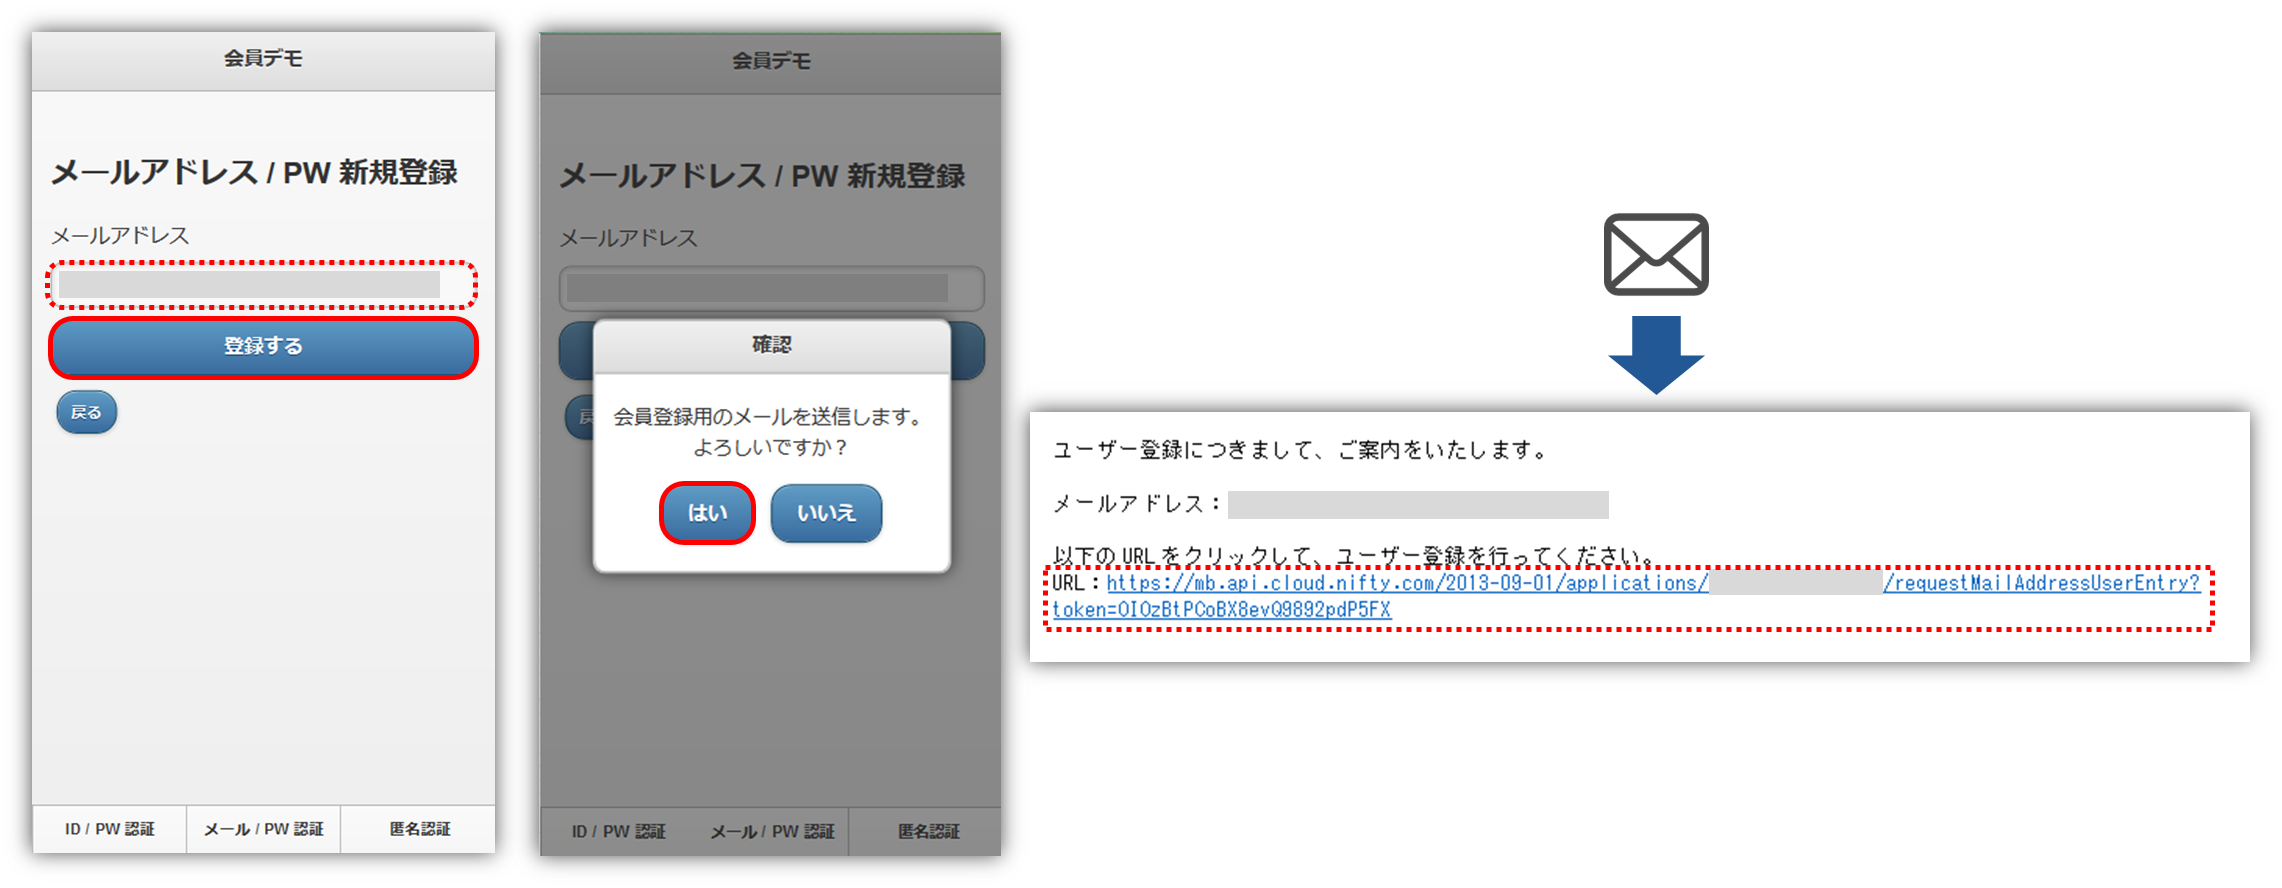 会員デモ
メールアドレス / PW 新規登録
メールアドレス
登録する
戻る
ID / PW 認証
メール / PW 認証
匿名認証
会員デモ
メールアドレス / PW 新規登録
メールアドレス
戻
確認
会員登録用のメールを送信します。
よろしいですか？
はい
いいえ
ID / PW 認証
メール / PW 認証
匿名認証
ユーザー登録につきまして、ご案内をいたします。
メールアドレス：
以下の URL をクリックして、ユーザー登録を行ってください。
URL：https://mb.api.cloud.nifty.com/2013-09-01/applications/ /requestMailAddressUserEntry?
token=OIOzBtPCoBX8evQ9892pdP5FX